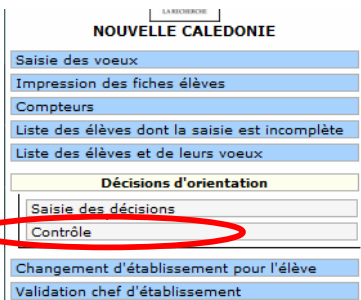 LA RECHERCHE
NOUVELLE CALEDONIE
Saisie des voeux
Impression des fiches élèves
Compteurs
Liste des élèves dont la saisie est incomplète
Liste des élèves et de leurs voeux
Décisions d'orientation
Saisie des décisions
Contrôle
Changement d'établissement pour l'élève
Validation chef d'établissement